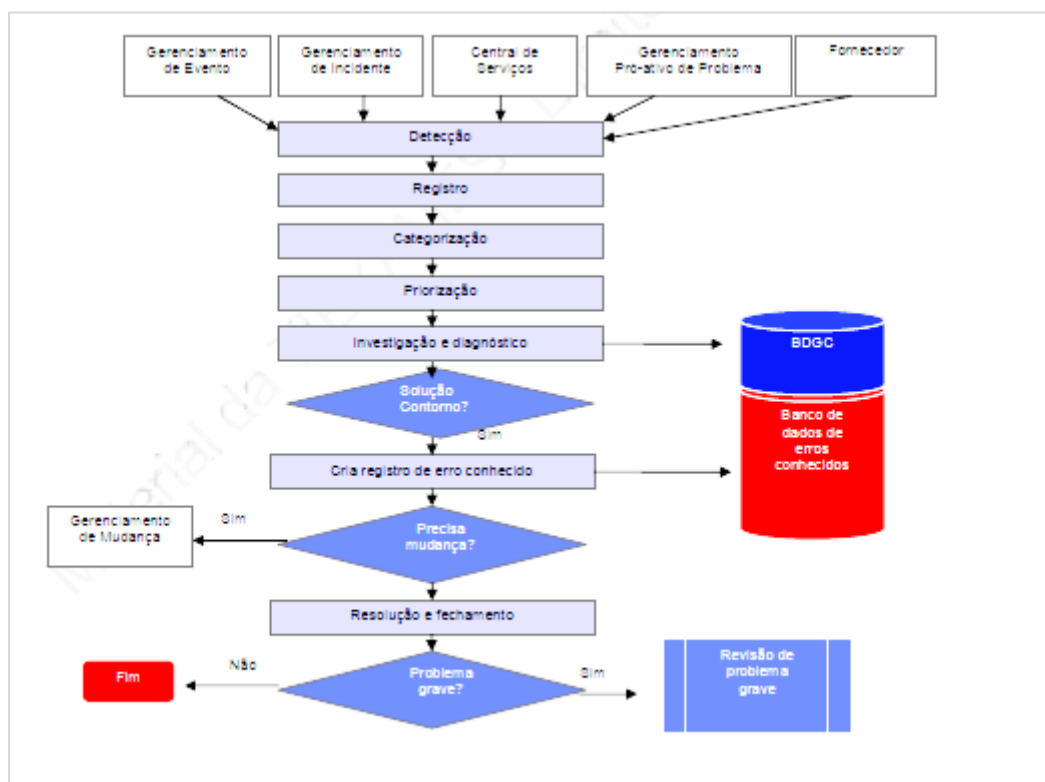 Gerenciamento
de Evento
Gerenciamento
de Incidente
Central de
Serviços
Gerenciamento
Pró-ativo de Problema
Fornecedor
Detecção
Registro
Categorização
Priorização
Investigação e diagnóstico
BDGC
Solução
Contorno?
Sim
Banco de
dados de
erros
conhecidos
Cria registro de erro conhecido
Gerenciamento
de Mudança
Sim
Precisa
mudança?
Resolução e fechamento
Fim
Não
Problema
grave?
Sim
Revisão de
problema
grave
Material da